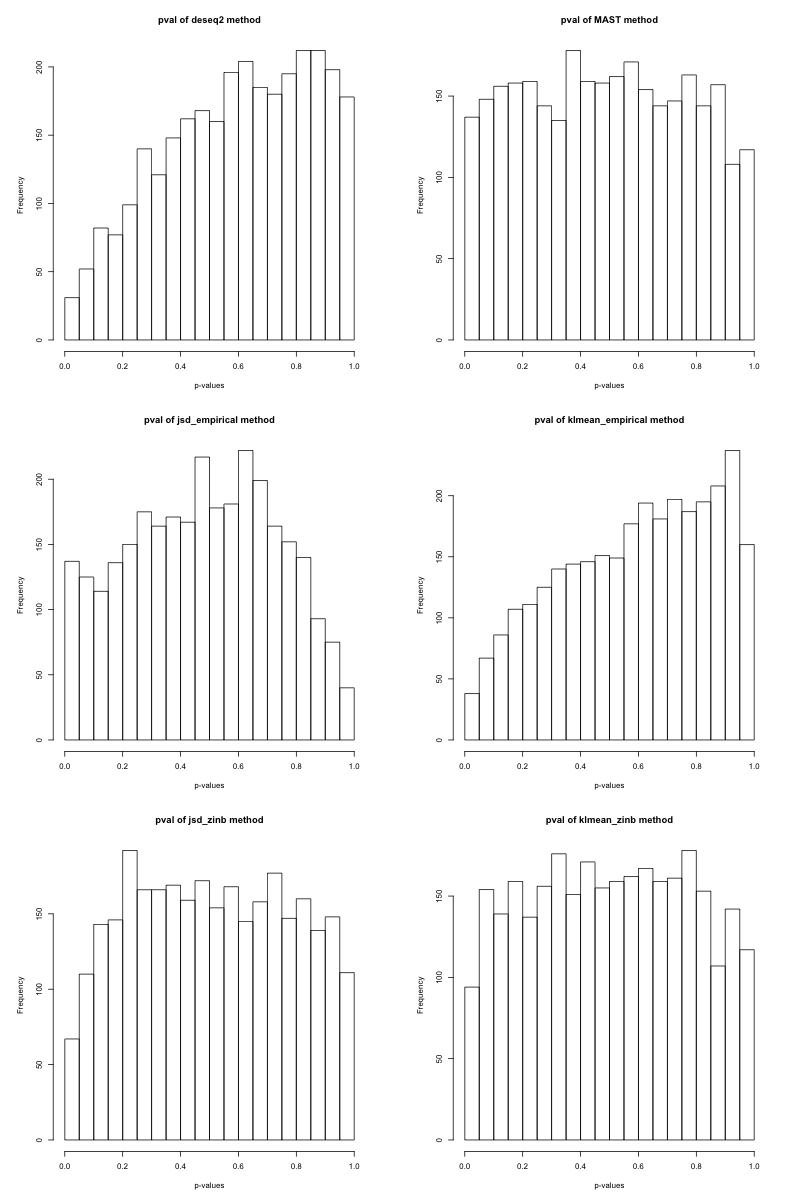 pval of deseq2 method
Frequency
0
50
100
150
200
0.0 0.2 0.4 0.6 0.8 1.0
p-values
pval of MAST method
Frequency
0
50
100
150
0.0 0.2 0.4 0.6 0.8 1.0
p-values
pval of jsd_empirical method
Frequency
0
50
100
150
200
0.0 0.2 0.4 0.6 0.8 1.0
p-values
pval of klmean_empirical method
Frequency
0
50
100
150
200
0.0 0.2 0.4 0.6 0.8 1.0
p-values
pval of jsd_zinb method
Frequency
0
50
100
150
0.0 0.2 0.4 0.6 0.8 1.0
p-values
pval of klmean_zinb method
Frequency
0
50
100
150
0.0 0.2 0.4 0.6 0.8 1.0
p-values